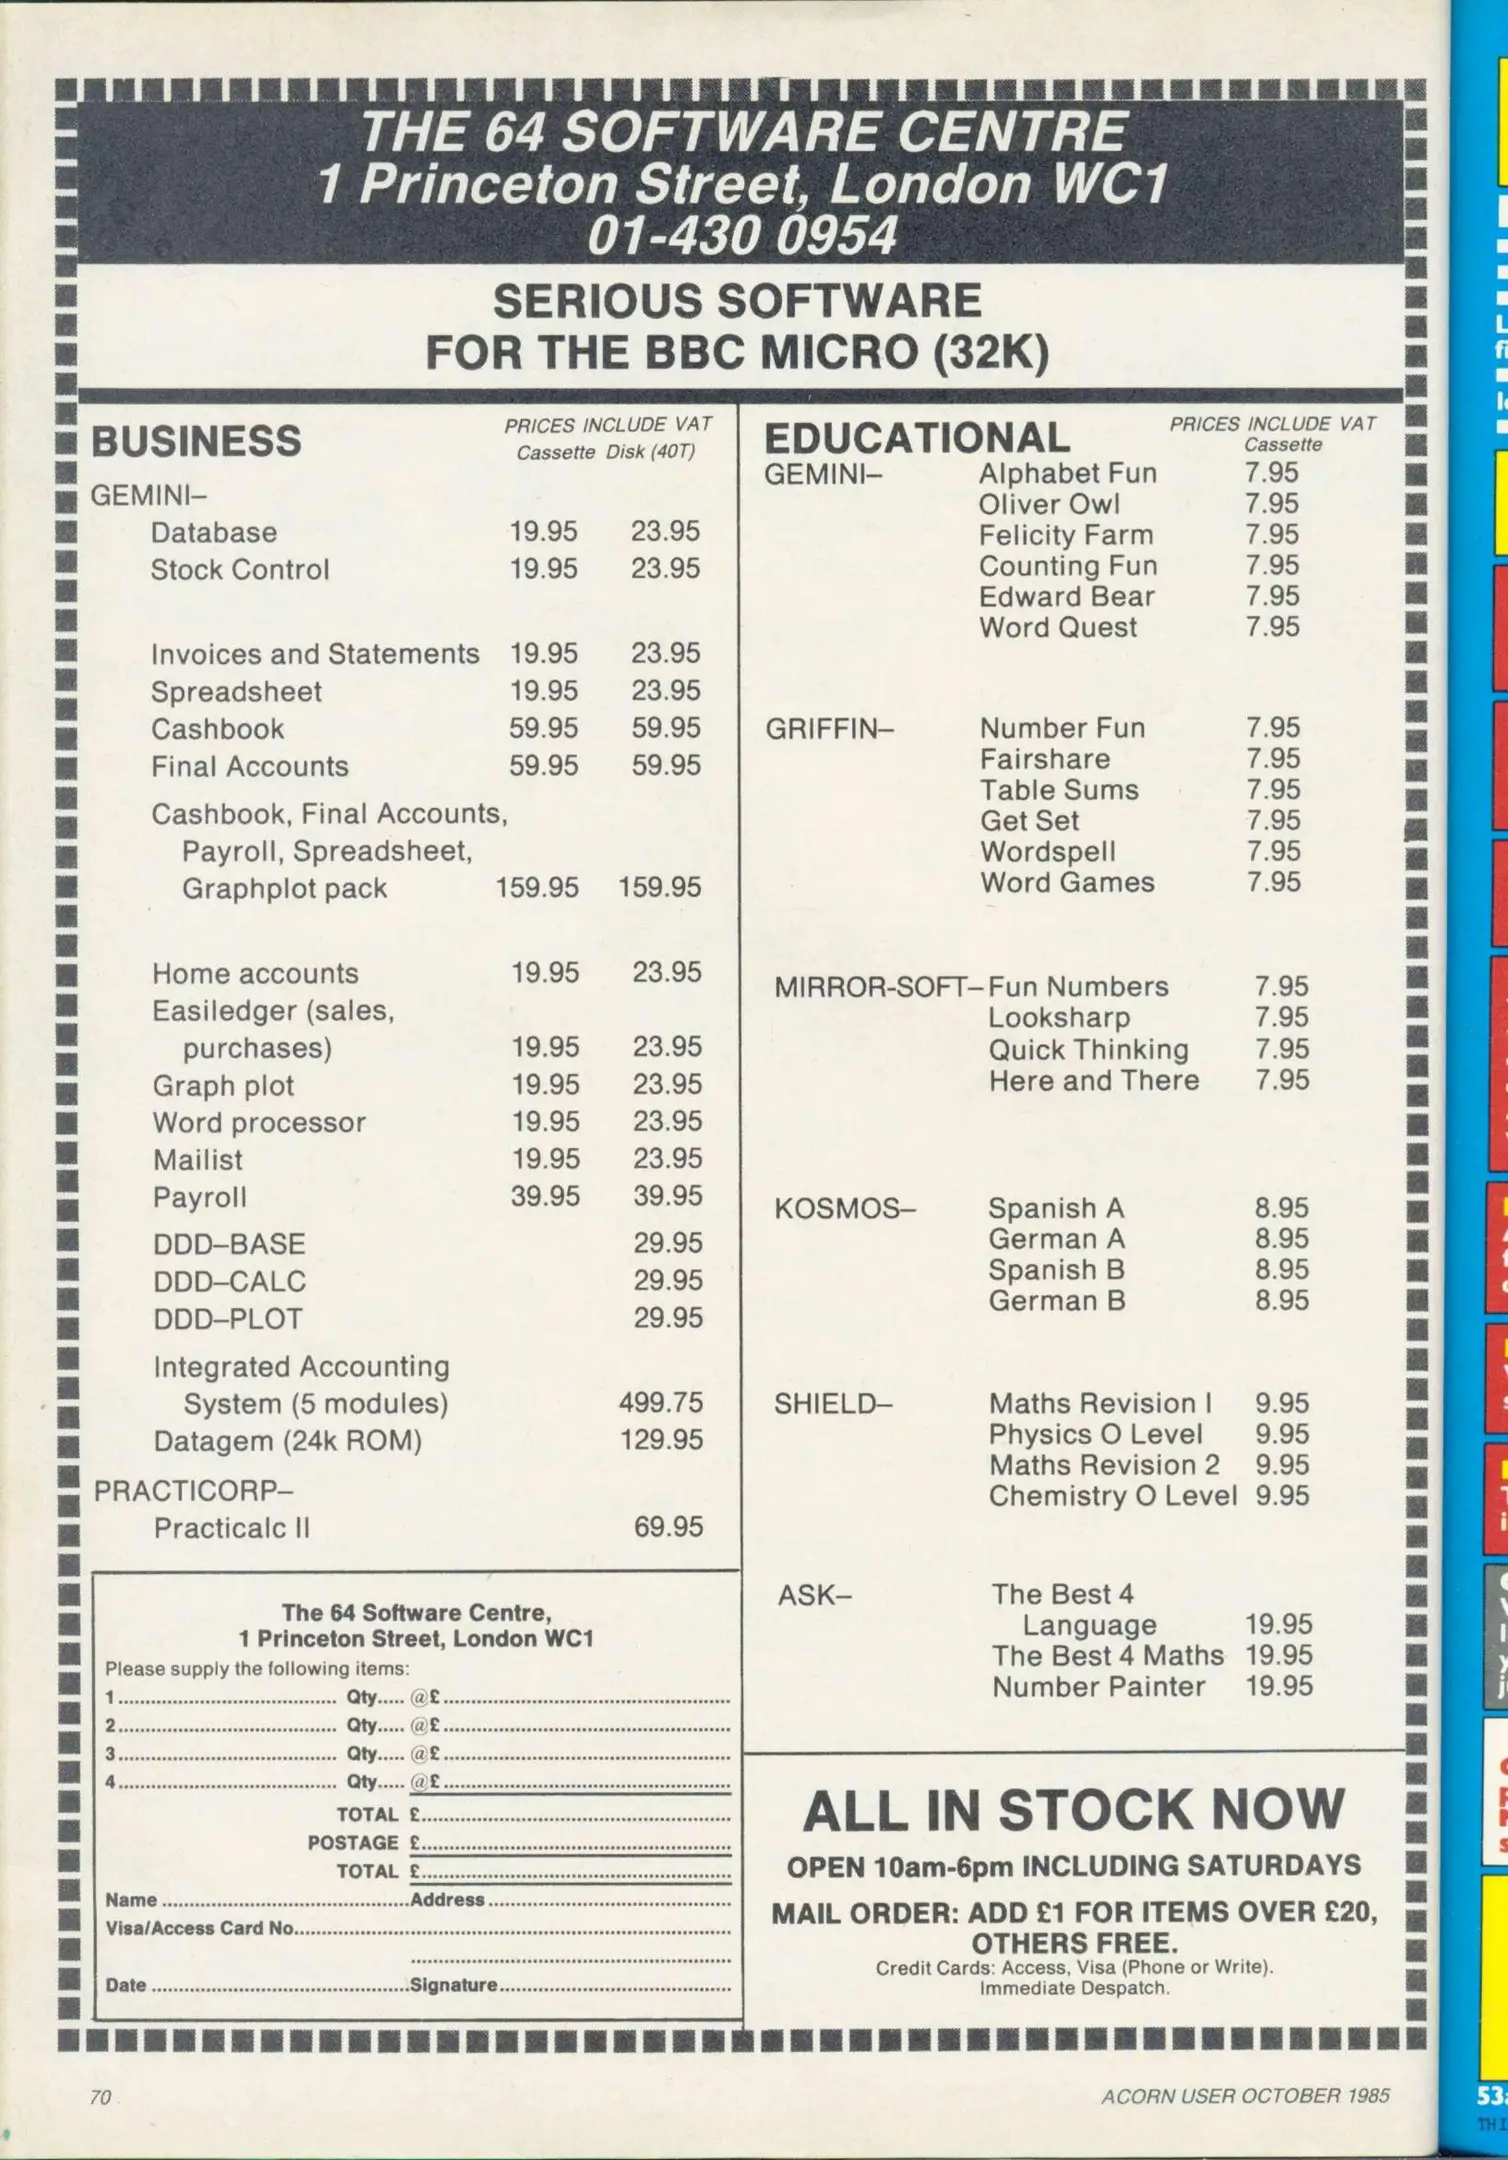 THE 64 SOFTWARE CENTRE
1 Princeton Street, London WC1
01-430 0954
SERIOUS SOFTWARE
FOR THE BBC MICRO (32K)
BUSINESS
PRICES INCLUDE VAT
Cassette Disk (40T)
GEMINI–
Database 19.95 23.95
Stock Control 19.95 23.95
Invoices and Statements 19.95 23.95
Spreadsheet 19.95 23.95
Cashbook 59.95 59.95
Final Accounts 59.95 59.95
Cashbook, Final Accounts,
Payroll, Spreadsheet,
Graphplot pack 159.95 159.95
Home accounts 19.95 23.95
Easiledger (sales,
purchases) 19.95 23.95
Graph plot 19.95 23.95
Word processor 19.95 23.95
Mailist 19.95 23.95
Payroll 39.95 39.95
DDD–BASE 29.95
DDD–CALC 29.95
DDD–PLOT 29.95
Integrated Accounting
System (5 modules) 499.75
Datagem (24k ROM) 129.95
PRACTICORP–
Practicalc II 69.95
The 64 Software Centre,
1 Princeton Street, London WC1
Please supply the following items:
1........ Qty..... @£........
2........ Qty..... @£........
3........ Qty..... @£........
4........ Qty..... @£........
TOTAL £........
POSTAGE £........
TOTAL £........
Name ........Address ........
Visa/Access Card No........
Date ........Signature........
EDUCATIONAL
PRICES INCLUDE VAT
Cassette
GEMINI– Alphabet Fun 7.95
Oliver Owl 7.95
Felicity Farm 7.95
Counting Fun 7.95
Edward Bear 7.95
Word Quest 7.95
GRIFFIN– Number Fun 7.95
Fairshare 7.95
Table Sums 7.95
Get Set 7.95
Wordspell 7.95
Word Games 7.95
MIRROR-SOFT– Fun Numbers 7.95
Looksharp 7.95
Quick Thinking 7.95
Here and There 7.95
KOSMOS– Spanish A 8.95
German A 8.95
Spanish B 8.95
German B 8.95
SHIELD– Maths Revision I 9.95
Physics O Level 9.95
Maths Revision 2 9.95
Chemistry O Level 9.95
ASK– The Best 4
Language 19.95
The Best 4 Maths 19.95
Number Painter 19.95
ALL IN STOCK NOW
OPEN 10am-6pm INCLUDING SATURDAYS
MAIL ORDER: ADD £1 FOR ITEMS OVER £20,
OTHERS FREE.
Credit Cards: Access, Visa (Phone or Write).
Immediate Despatch.
70
ACORN USER OCTOBER 1985